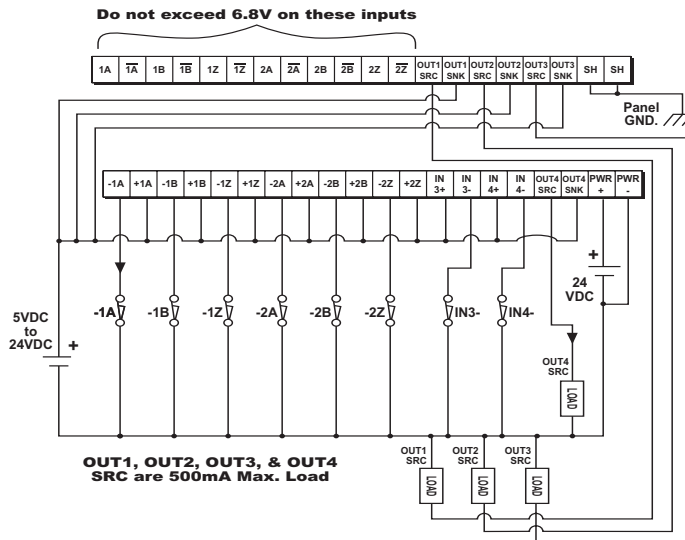 Do not exceed 6.8V on these inputs
1A 1A 1B 1B 1Z 1Z 2A 2A 2B 2B 2Z 2Z OUT1 SRC OUT1 SNK OUT2 SRC OUT2 SNK OUT3 SRC OUT3 SNK SH SH
Panel
GND.
-1A +1A -1B +1B -1Z +1Z -2A +2A -2B +2B -2Z +2Z IN 3+ IN 3- IN 4+ IN 4- OUT4 SRC OUT4 SNK PWR + PWR -
+
24
VDC
-1A -1B -1Z -2A -2B -2Z IN3- IN4-
5VDC
to
24VDC +
OUT4
SRC
LOAD
OUT1, OUT2, OUT3, & OUT4
SRC are 500mA Max. Load
OUT1
SRC
OUT2
SRC
OUT3
SRC
LOAD LOAD LOAD